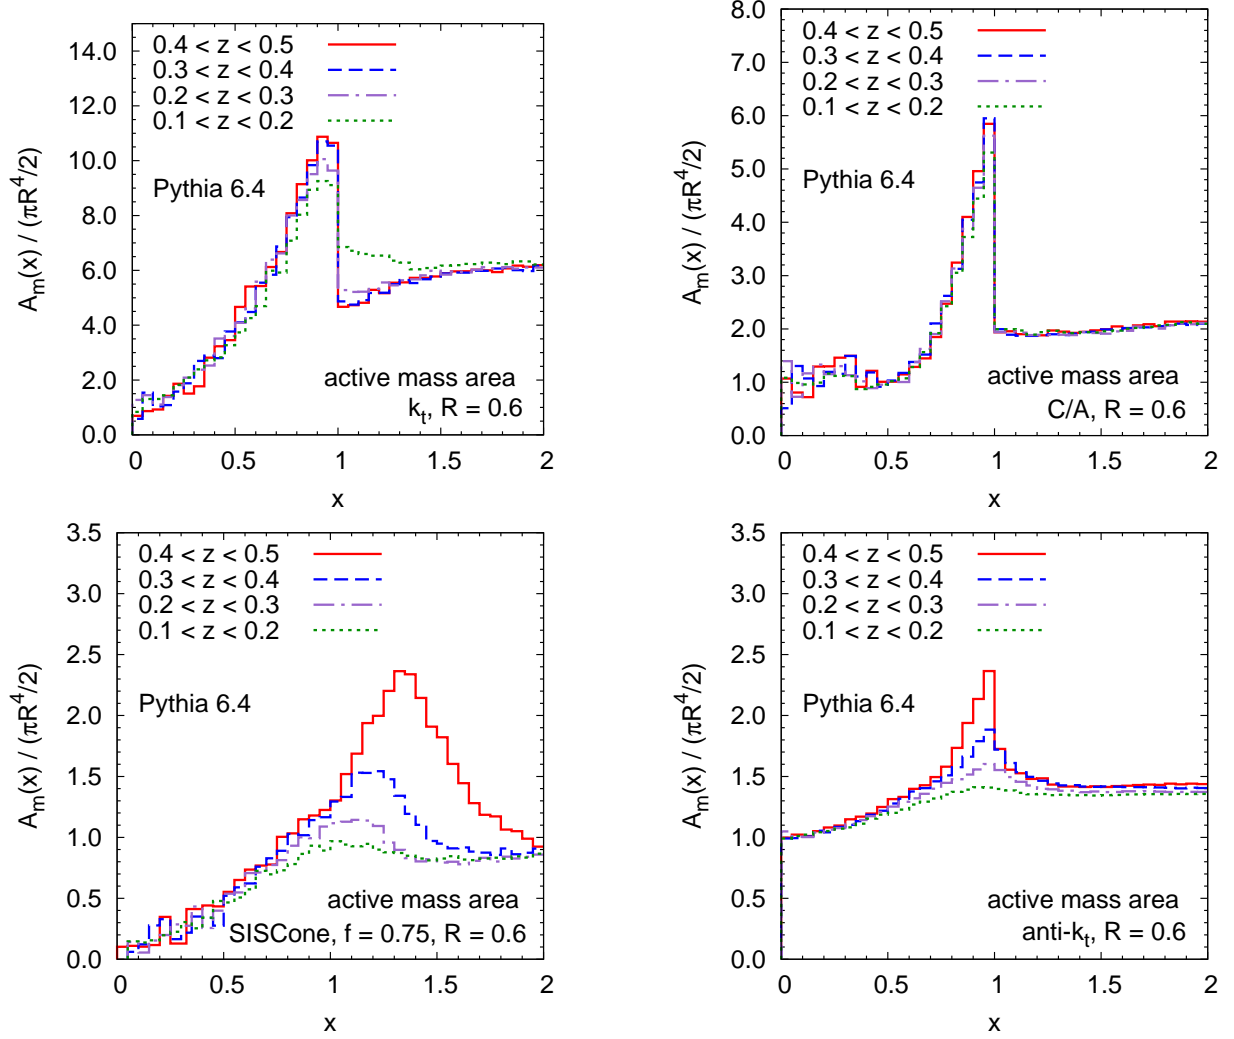 14.0
12.0
10.0
8.0
6.0
4.0
2.0
0.0
A_m(x) / (πR^4/2)
0.4 < z < 0.5
0.3 < z < 0.4
0.2 < z < 0.3
0.1 < z < 0.2
Pythia 6.4
active mass area
k_t, R = 0.6
0 0.5 1 1.5 2
x
8.0
7.0
6.0
5.0
4.0
3.0
2.0
1.0
0.0
A_m(x) / (πR^4/2)
0.4 < z < 0.5
0.3 < z < 0.4
0.2 < z < 0.3
0.1 < z < 0.2
Pythia 6.4
active mass area
C/A, R = 0.6
0 0.5 1 1.5 2
x
3.5
3.0
2.5
2.0
1.5
1.0
0.5
0.0
A_m(x) / (πR^4/2)
0.4 < z < 0.5
0.3 < z < 0.4
0.2 < z < 0.3
0.1 < z < 0.2
Pythia 6.4
active mass area
SISCone, f = 0.75, R = 0.6
0 0.5 1 1.5 2
x
3.5
3.0
2.5
2.0
1.5
1.0
0.5
0.0
A_m(x) / (πR^4/2)
0.4 < z < 0.5
0.3 < z < 0.4
0.2 < z < 0.3
0.1 < z < 0.2
Pythia 6.4
active mass area
anti-k_t, R = 0.6
0 0.5 1 1.5 2
x